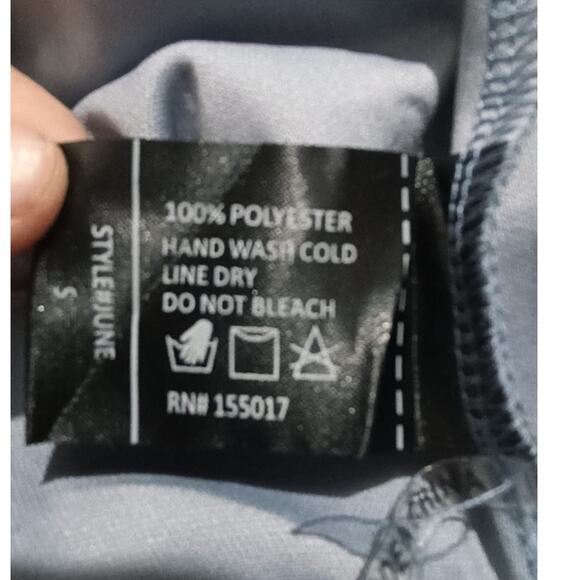 100% POLYESTER
HAND WASH COLD
LINE DRY
DO NOT BLEACH
RN# 155017
STYLE#JUNE
S